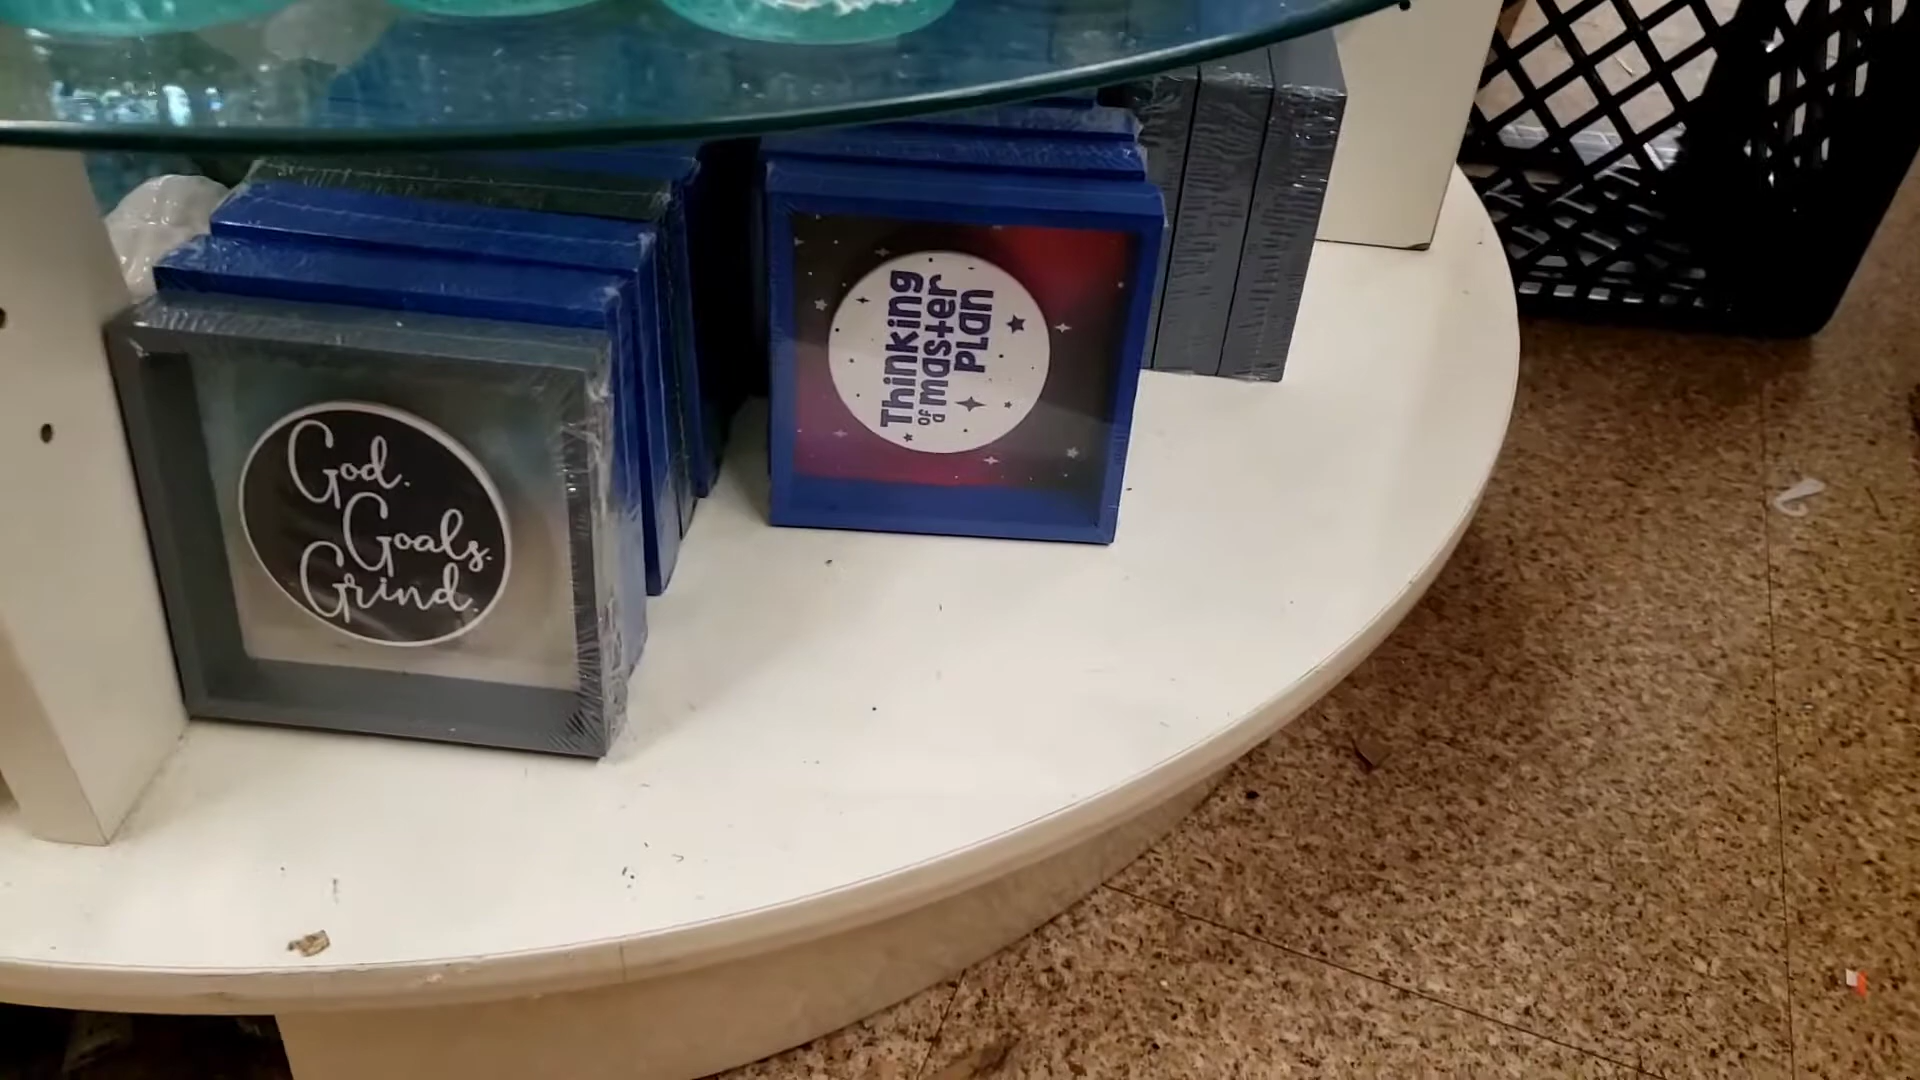 God.
Goals.
Grind.
Thinking
of a master
PLan